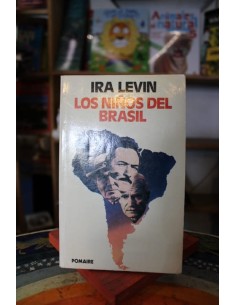 IRA LEVIN
LOS NIÑOS DEL
BRASIL
POMAIRE